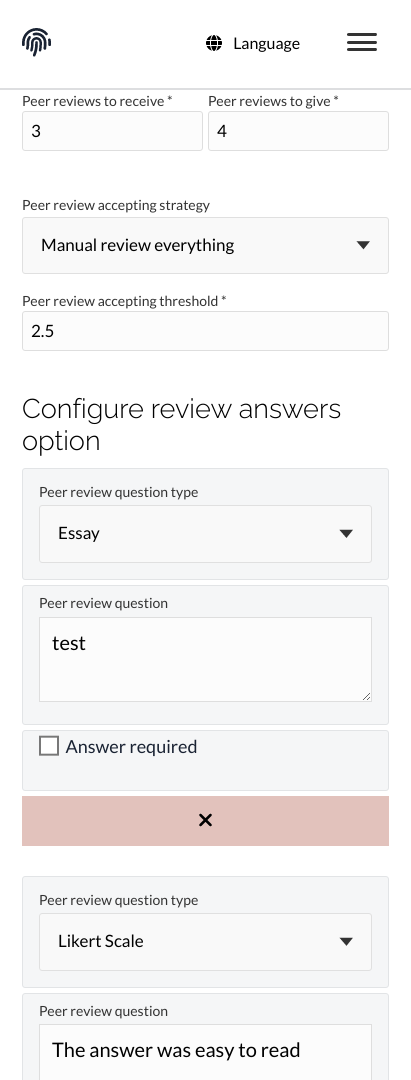 Language
Peer reviews to receive * Peer reviews to give *
3 4
Peer review accepting strategy
Manual review everything
Peer review accepting threshold *
2.5
Configure review answers
option
Peer review question type
Essay
Peer review question
test
Answer required
Peer review question type
Likert Scale
Peer review question
The answer was easy to read